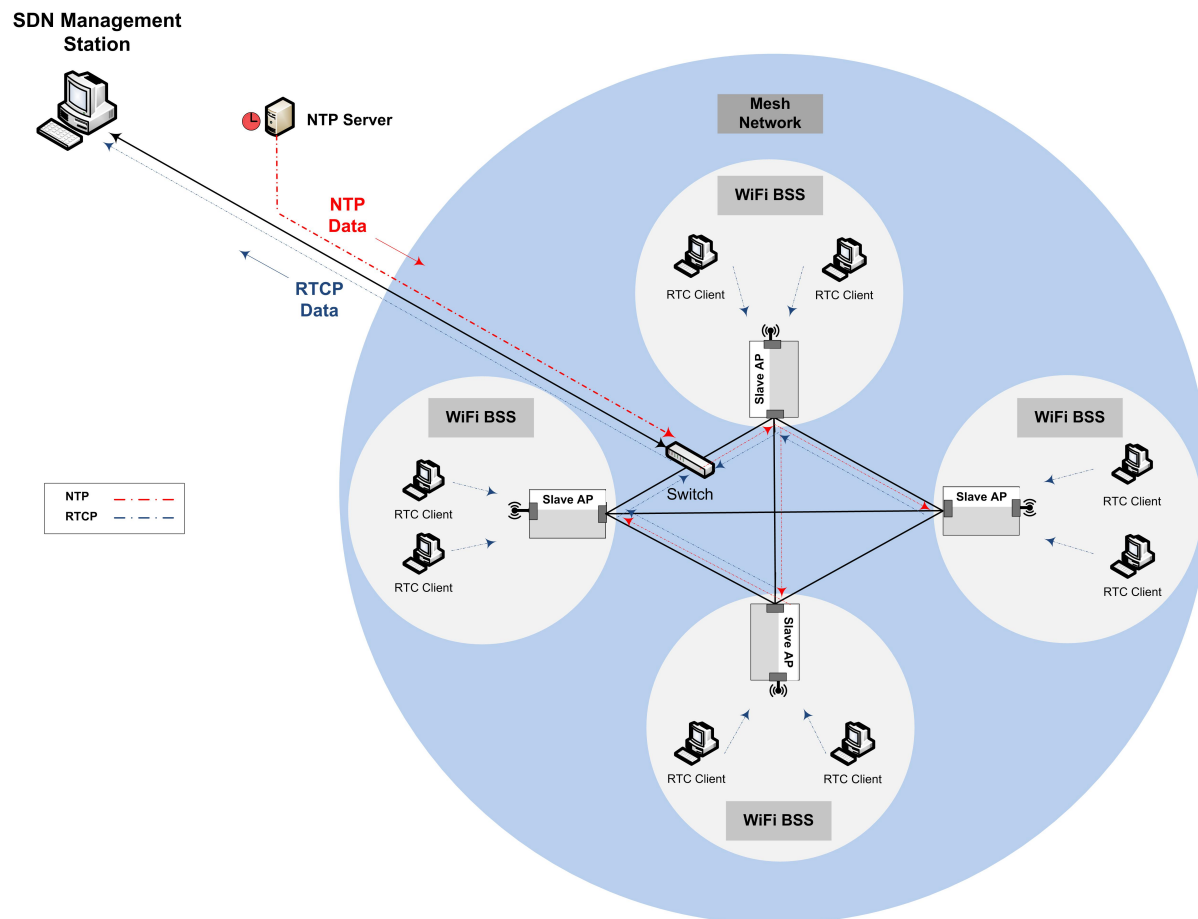 SDN Management
Station
NTP Server
Mesh
Network
WiFi BSS
NTP
Data
RTC Client
RTC Client
RTCP
Data
Slave AP
WiFi BSS
WiFi BSS
Switch
RTC Client
RTC Client
Slave AP
Slave AP
RTC Client
RTC Client
NTP
RTCP
Slave AP
RTC Client
RTC Client
WiFi BSS